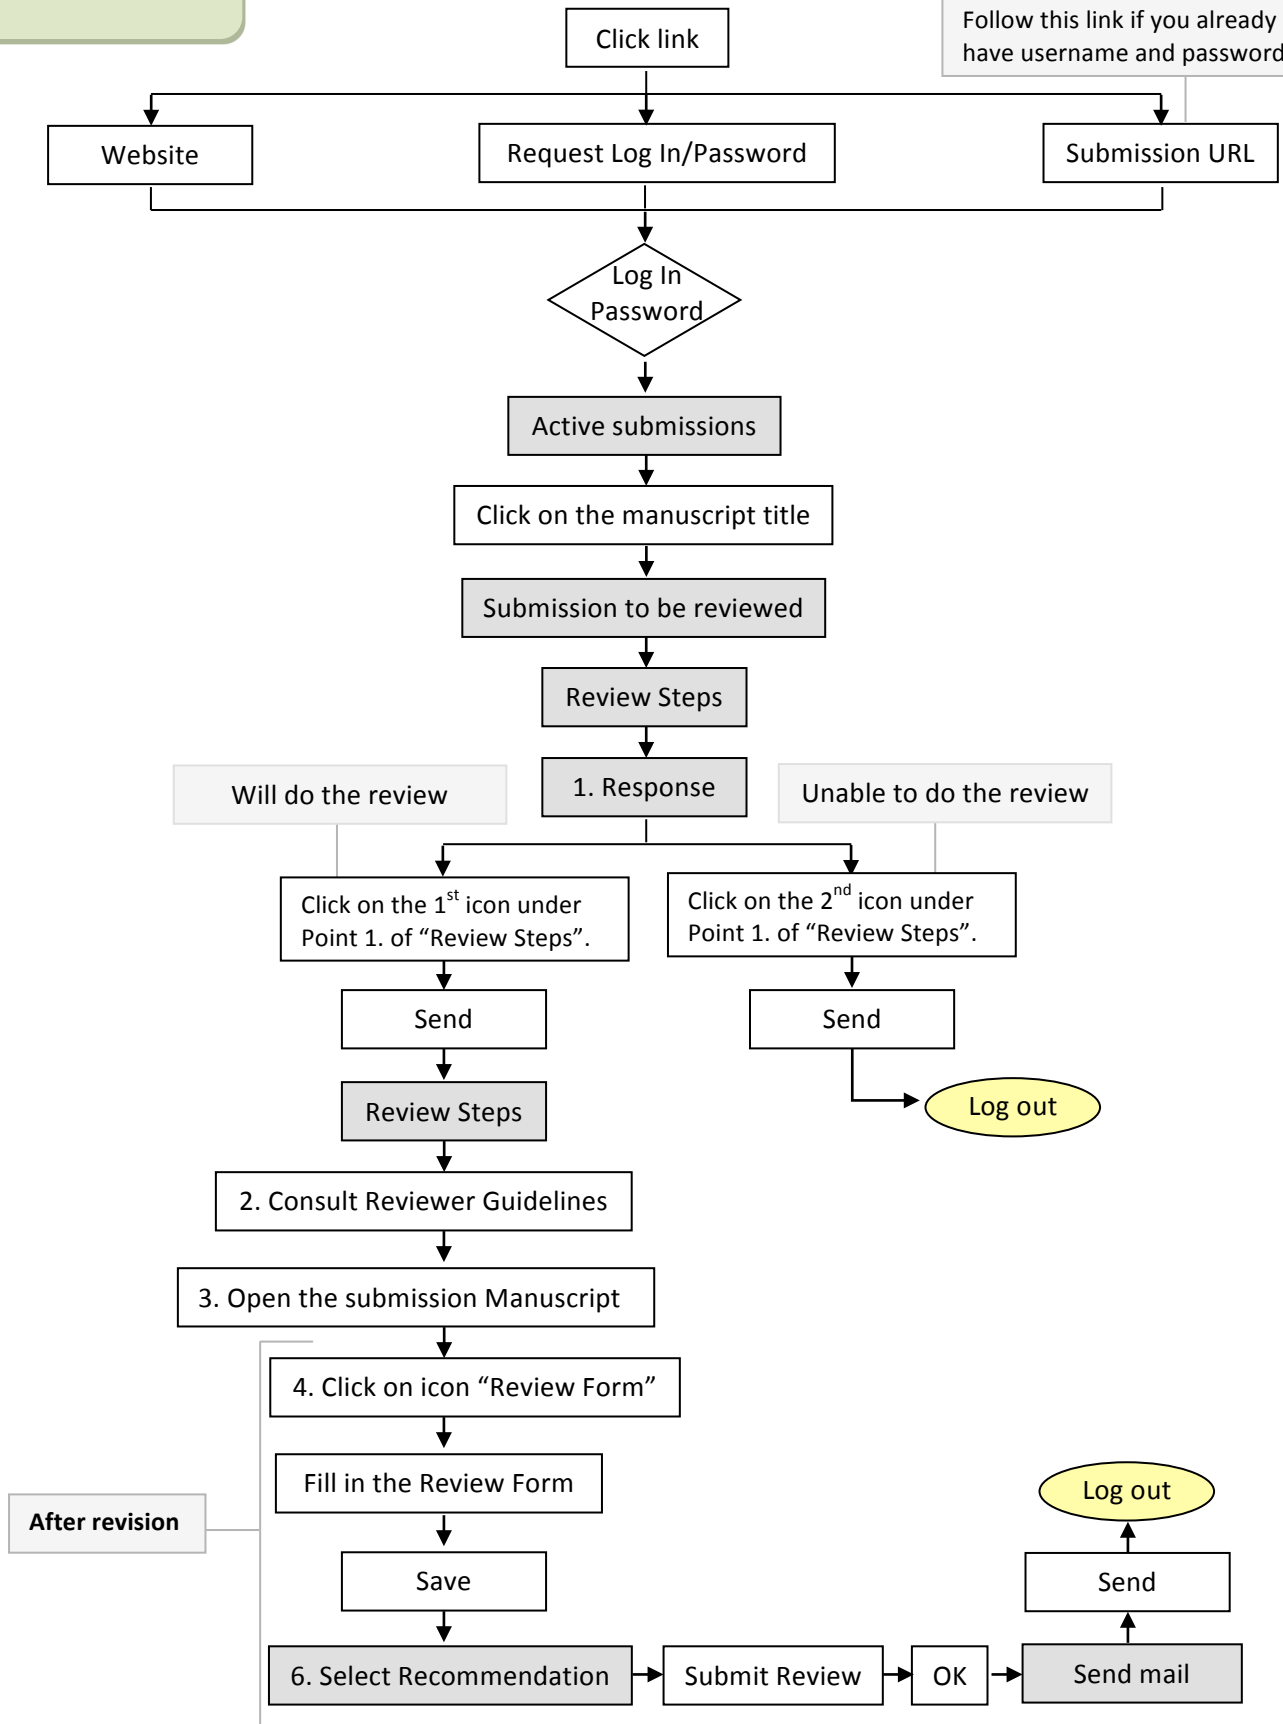 Follow this link if you already
have username and password
Click link
Website
Request Log In/Password
Submission URL
Log In
Password
Active submissions
Click on the manuscript title
Submission to be reviewed
Review Steps
1. Response
Will do the review
Unable to do the review
Click on the 1st icon under
Point 1. of “Review Steps”.
Click on the 2nd icon under
Point 1. of “Review Steps”.
Send
Send
Review Steps
Log out
2. Consult Reviewer Guidelines
3. Open the submission Manuscript
4. Click on icon “Review Form”
Fill in the Review Form
After revision
Save
6. Select Recommendation
Submit Review
OK
Send mail
Send
Log out